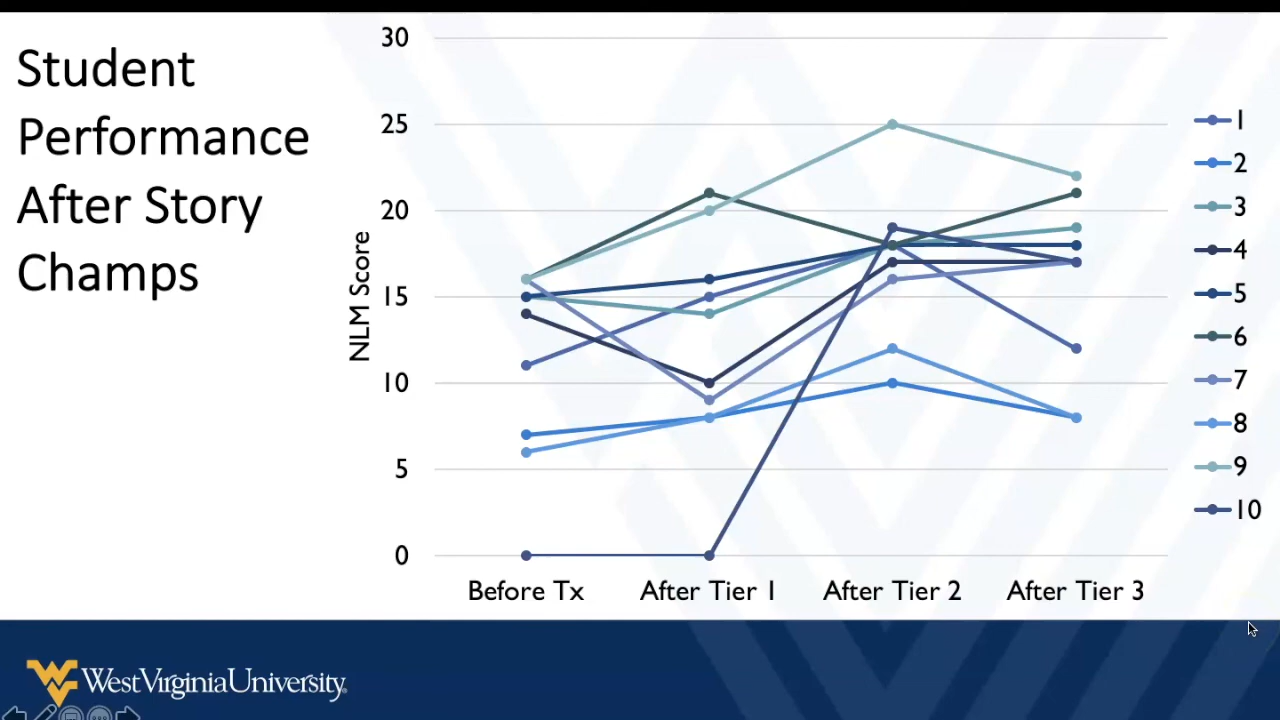 Student
Performance
After Story
Champs
NLM Score
30
25
20
15
10
5
0
Before Tx
After Tier 1
After Tier 2
After Tier 3
1
2
3
4
5
6
7
8
9
10
WestVirginiaUniversity.